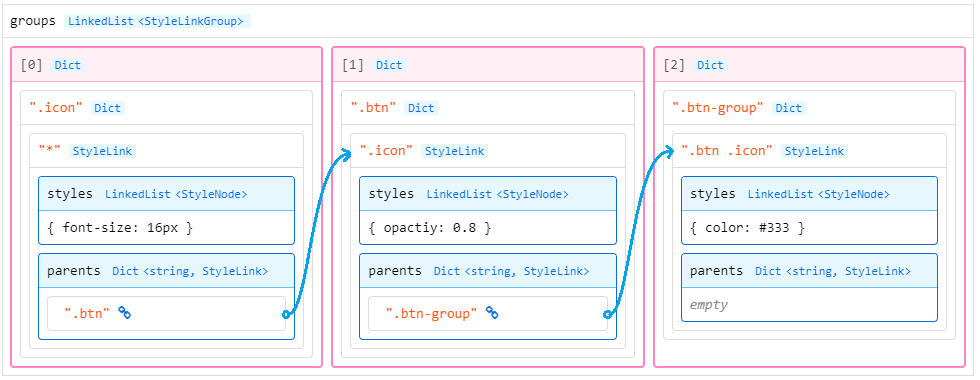 groups LinkedList <StyleLinkGroup>
[0] Dict
".icon" Dict
"*" StyleLink
styles LinkedList <StyleNode>
{ font-size: 16px }
parents Dict <string, StyleLink>
".btn"
[1] Dict
".btn" Dict
".icon" StyleLink
styles LinkedList <StyleNode>
{ opactiy: 0.8 }
parents Dict <string, StyleLink>
".btn-group"
[2] Dict
".btn-group" Dict
".btn .icon" StyleLink
styles LinkedList <StyleNode>
{ color: #333 }
parents Dict <string, StyleLink>
empty